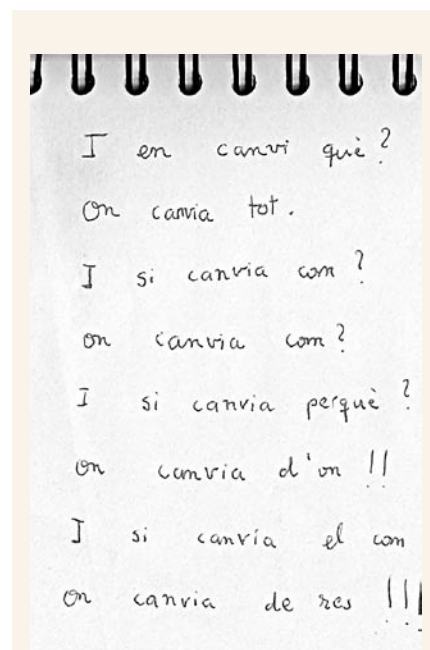 I en canvi què?
On canvia tot.
I si canvia com?
on canvia com?
I si canvia perquè?
on canvia d'on !!
I si canvia el com
on canvia de res !!!